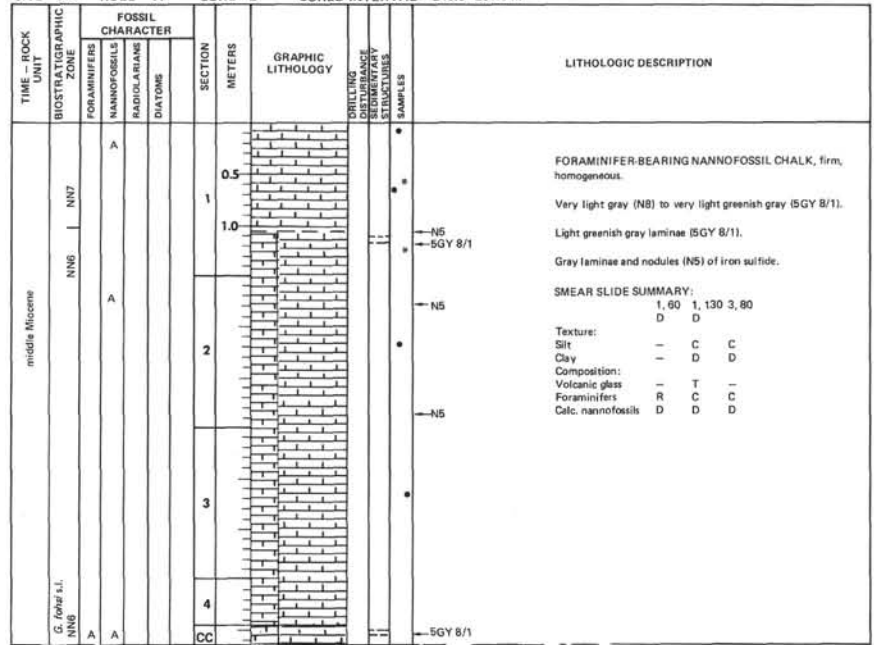 TIME – ROCK UNIT
BIOSTRATIGRAPHIC ZONE
FOSSIL CHARACTER
FORAMINIFERS
NANNOFOSSILS
RADIOLARIANS
DIATOMS
SECTION
METERS
GRAPHIC LITHOLOGY
DRILLING DISTURBANCE
SEDIMENTARY STRUCTURES
SAMPLES
LITHOLOGIC DESCRIPTION
middle Miocene
NN7
NN6
G. fohsi s.l.
NN6
A
A
A A
1
2
3
4
CC
0.5
1.0
*
*
N5
5GY 8/1
N5
N5
5GY 8/1
FORAMINIFER-BEARING NANNOFOSSIL CHALK, firm,
homogeneous.
Very light gray (N8) to very light greenish gray (5GY 8/1).
Light greenish gray laminae (5GY 8/1).
Gray laminae and nodules (N5) of iron sulfide.
SMEAR SLIDE SUMMARY:
1, 60 1, 130 3, 80
D D
Texture:
Silt – C C
Clay – D D
Composition:
Volcanic glass – T –
Foraminifers R C C
Calc. nannofossils D D D